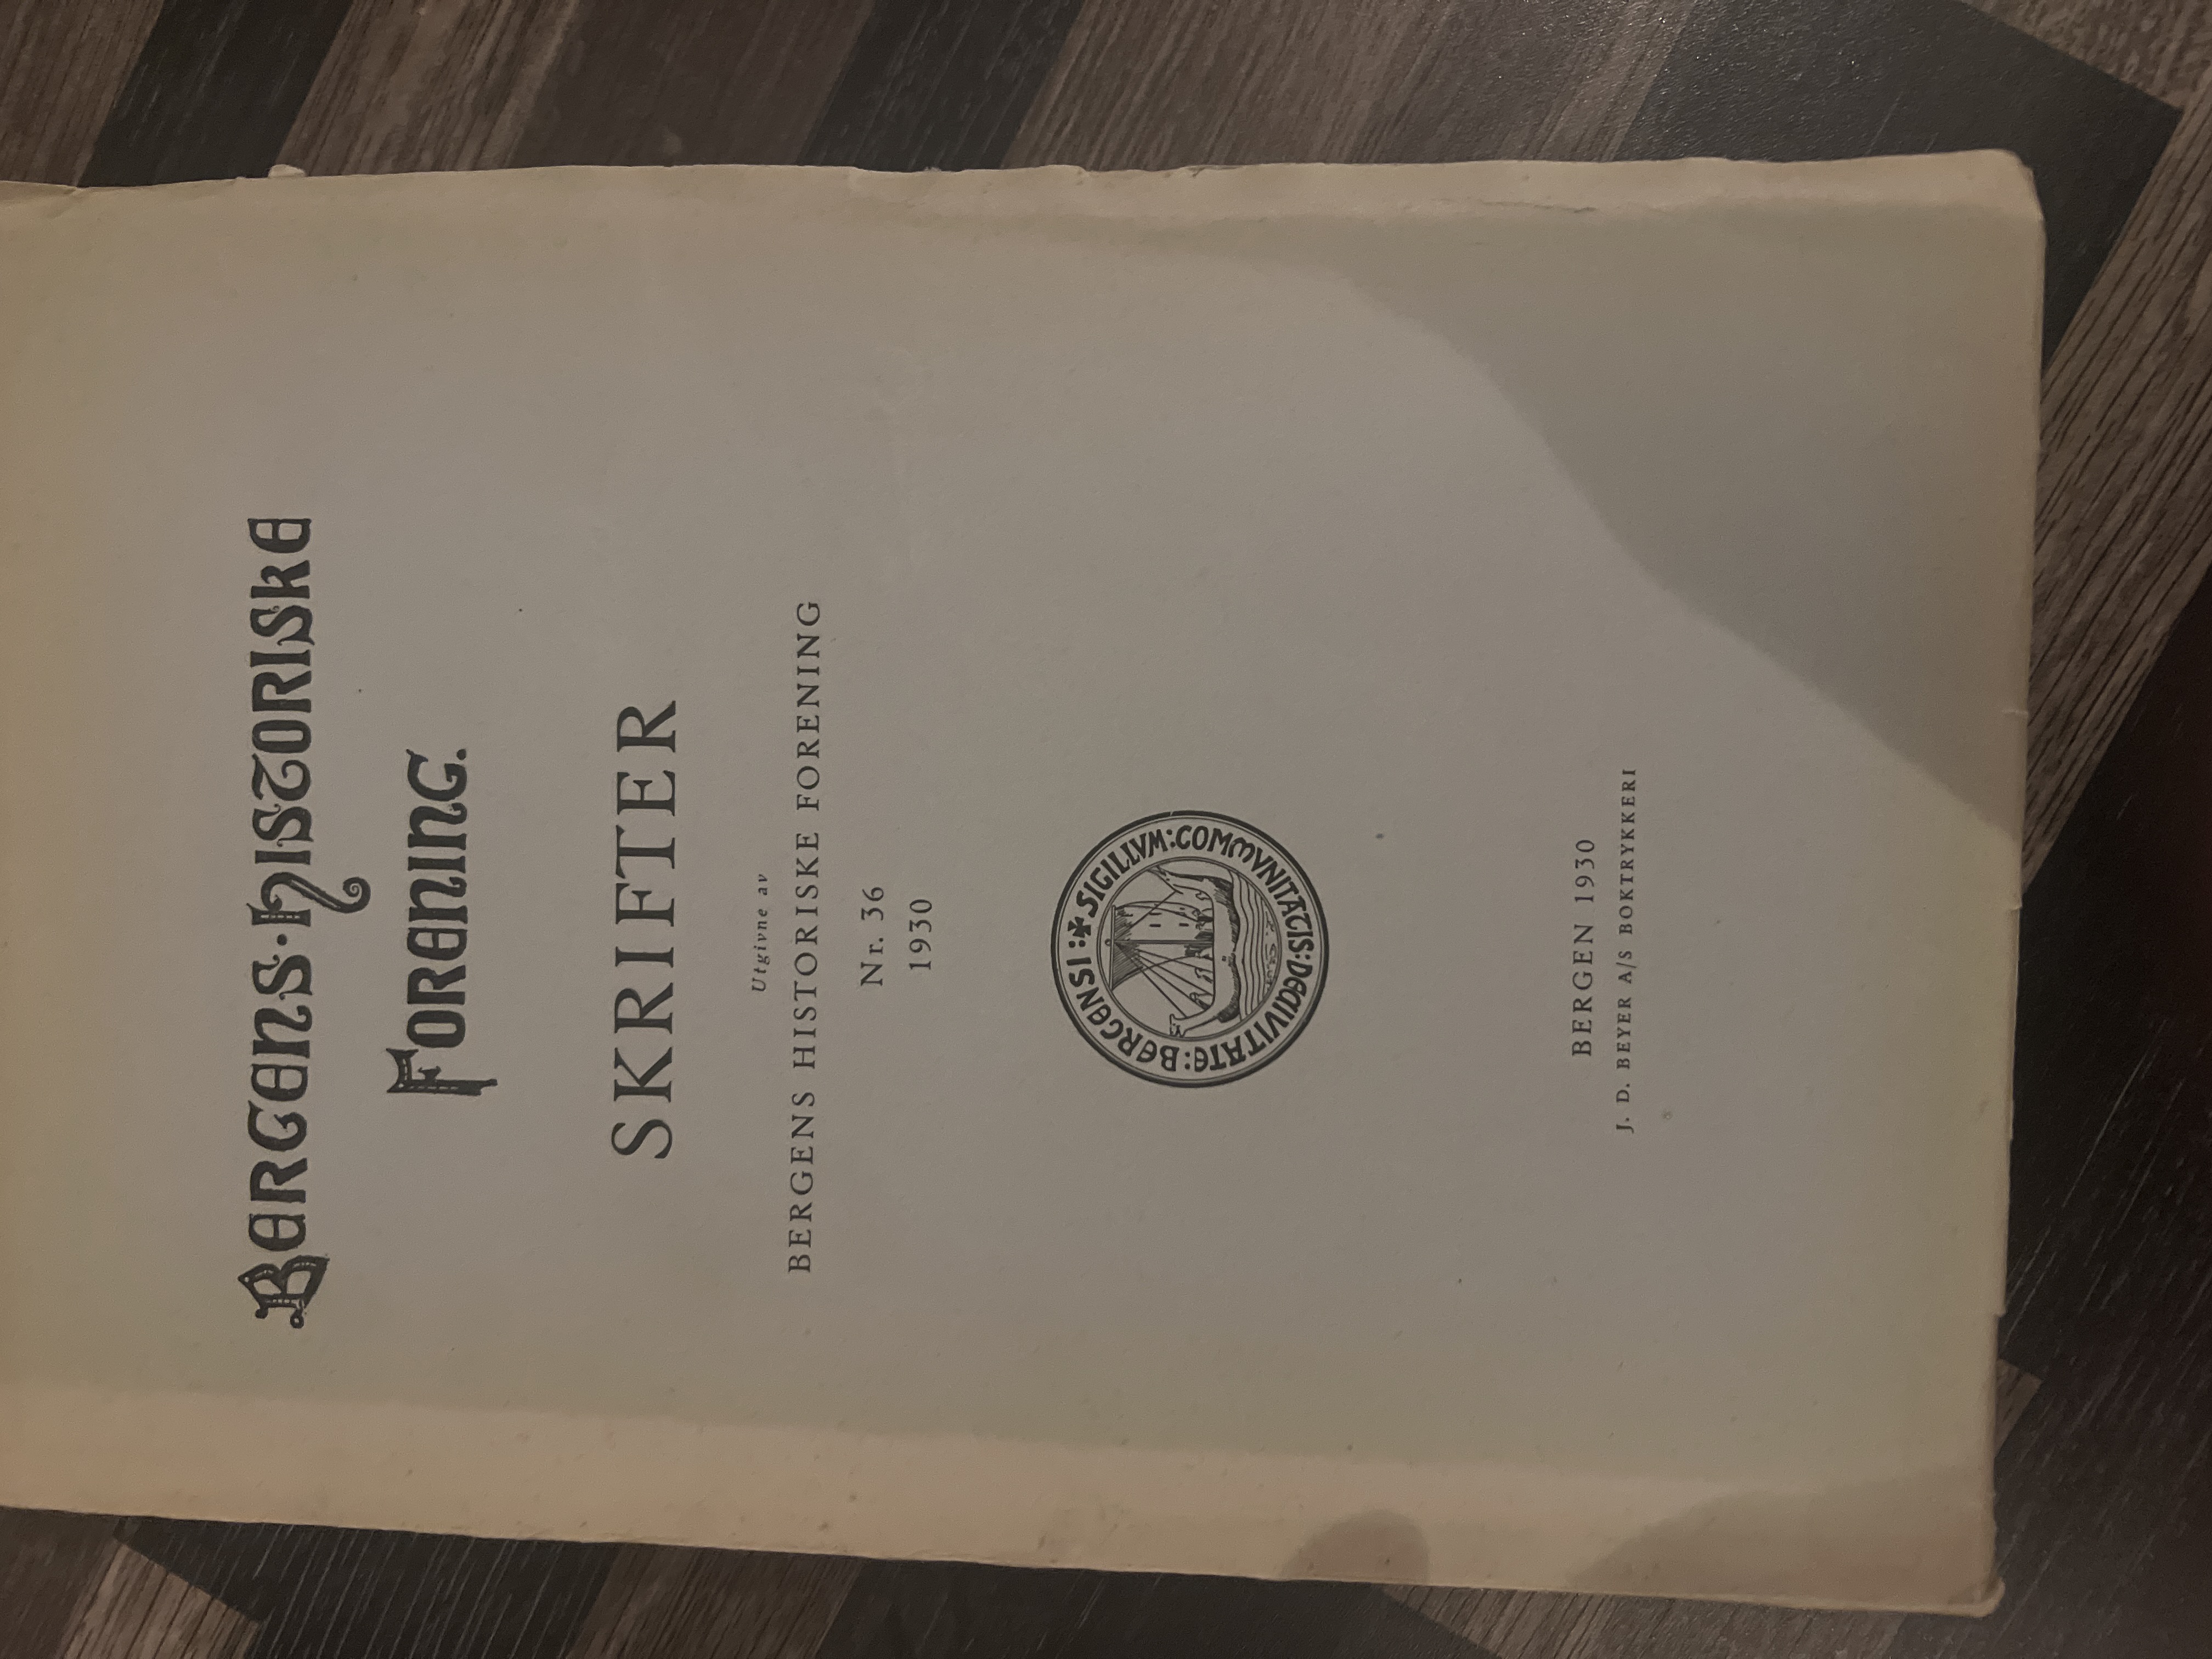 Bergens·Historiske
Forening.
SKRIFTER
Utgivne av
BERGENS HISTORISKE FORENING
Nr. 36
1930
✠ SIGILLVM:COMMVNITATIS:DECIVITATE:BERGENSI:
BERGEN 1930
J. D. BEYER A/S BOKTRYKKERI